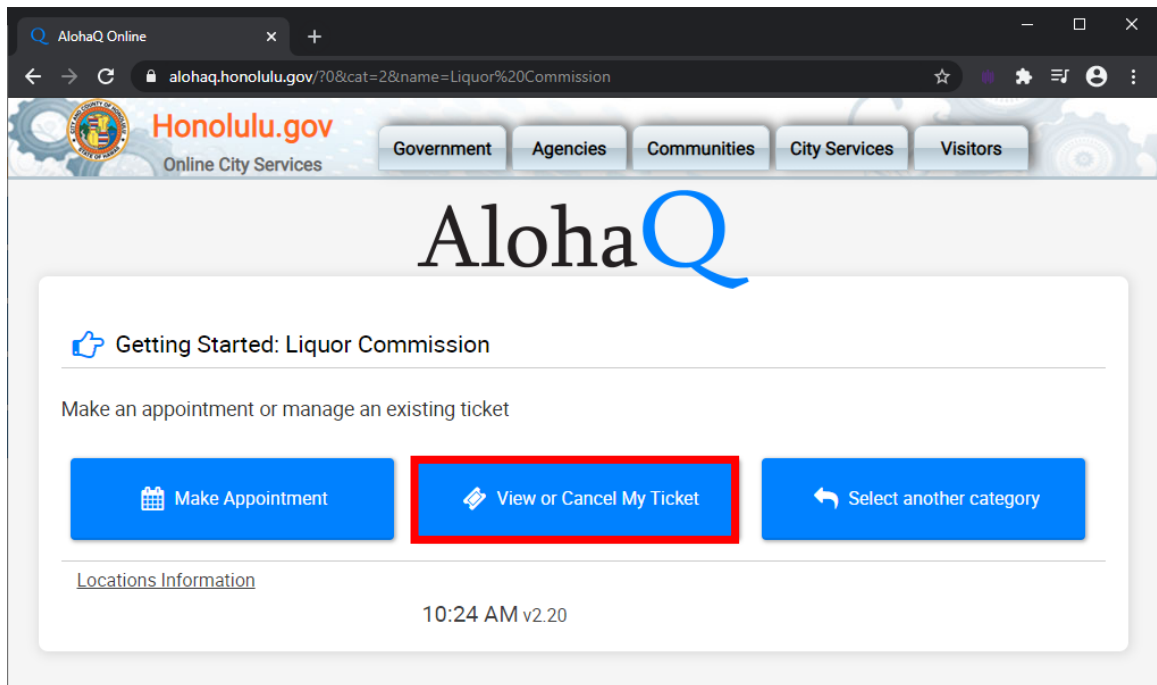 AlohaQ Online
alohaq.honolulu.gov/?0&cat=2&name=Liquor%20Commission
Honolulu.gov
Online City Services
Government Agencies Communities City Services Visitors
AlohaQ
Getting Started: Liquor Commission
Make an appointment or manage an existing ticket
Make Appointment View or Cancel My Ticket Select another category
Locations Information
10:24 AM v2.20